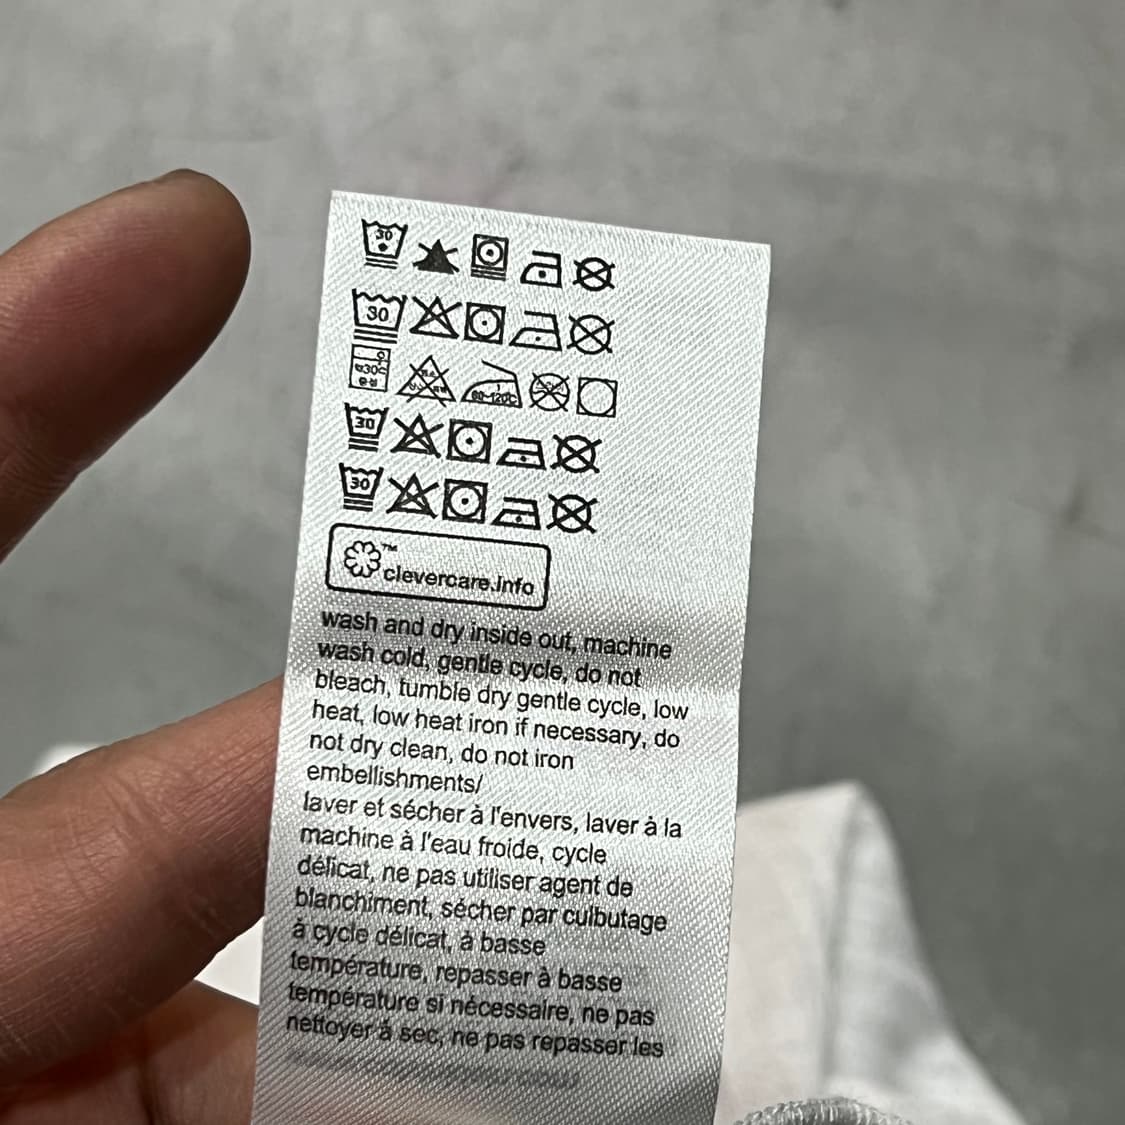 30
30
30
30
™
clevercare.info
wash and dry inside out, machine
wash cold, gentle cycle, do not
bleach, tumble dry gentle cycle, low
heat, low heat iron if necessary, do
not dry clean, do not iron
embellishments/
laver et sécher à l'envers, laver à la
machine à l'eau froide, cycle
délicat, ne pas utiliser agent de
blanchiment, sécher par culbutage
à cycle délicat, à basse
température, repasser à basse
température si nécessaire, ne pas
nettoyer à sec, ne pas repasser les